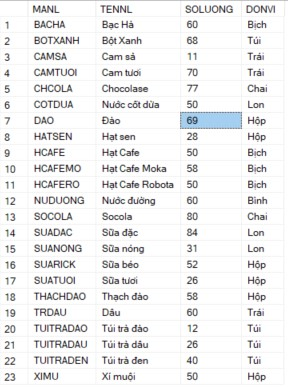 MANL TENNL SOLUONG DONVI
1 BACHA Bạc Hà 60 Bịch
2 BOTXANH Bột Xanh 68 Túi
3 CAMSA Cam sả 11 Trái
4 CAMTUOI Cam tươi 70 Trái
5 CHCOLA Chocolase 77 Chai
6 COTDUA Nước cốt dừa 50 Lon
7 DAO Đào 69 Hộp
8 HATSEN Hạt sen 28 Hộp
9 HCAFE Hạt Cafe 50 Bịch
10 HCAFEMO Hạt Cafe Moka 58 Bịch
11 HCAFERO Hạt Cafe Robota 50 Bịch
12 NUDUONG Nước đường 60 Bình
13 SOCOLA Socola 80 Chai
14 SUADAC Sữa đặc 84 Lon
15 SUANONG Sữa nóng 31 Lon
16 SUARICK Sữa béo 52 Hộp
17 SUATUOI Sữa tươi 26 Hộp
18 THACHDAO Thạch đảo 58 Hộp
19 TRDAU Dâu 60 Trái
20 TUITRADAO Túi trà đào 12 Túi
21 TUITRADAU Túi trà dâu 26 Túi
22 TUITRADEN Túi trà đen 40 Túi
23 XIMU Xí muội 50 Hộp